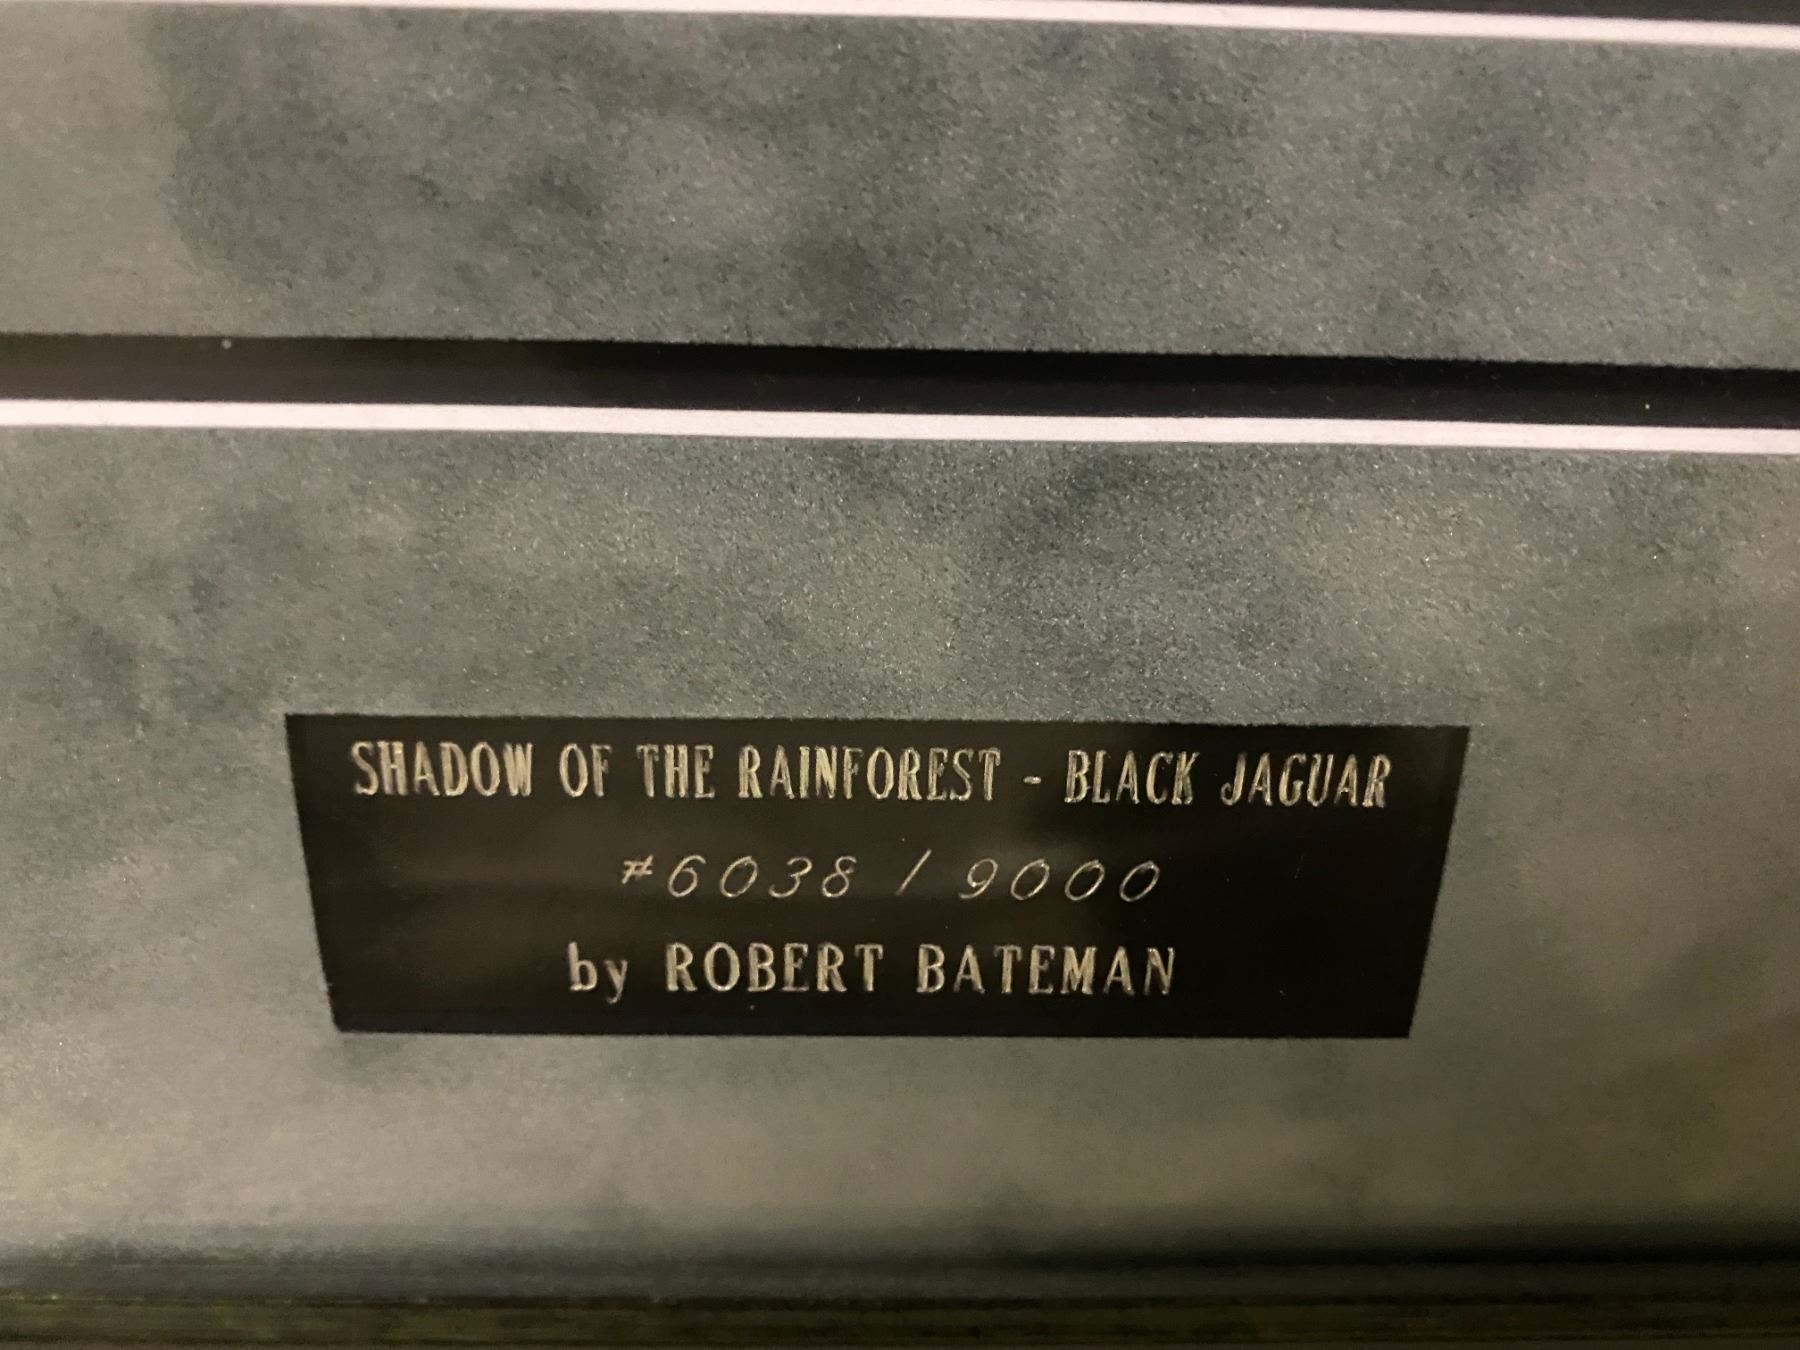 SHADOW OF THE RAINFOREST - BLACK JAGUAR
#6038 / 9000
by ROBERT BATEMAN